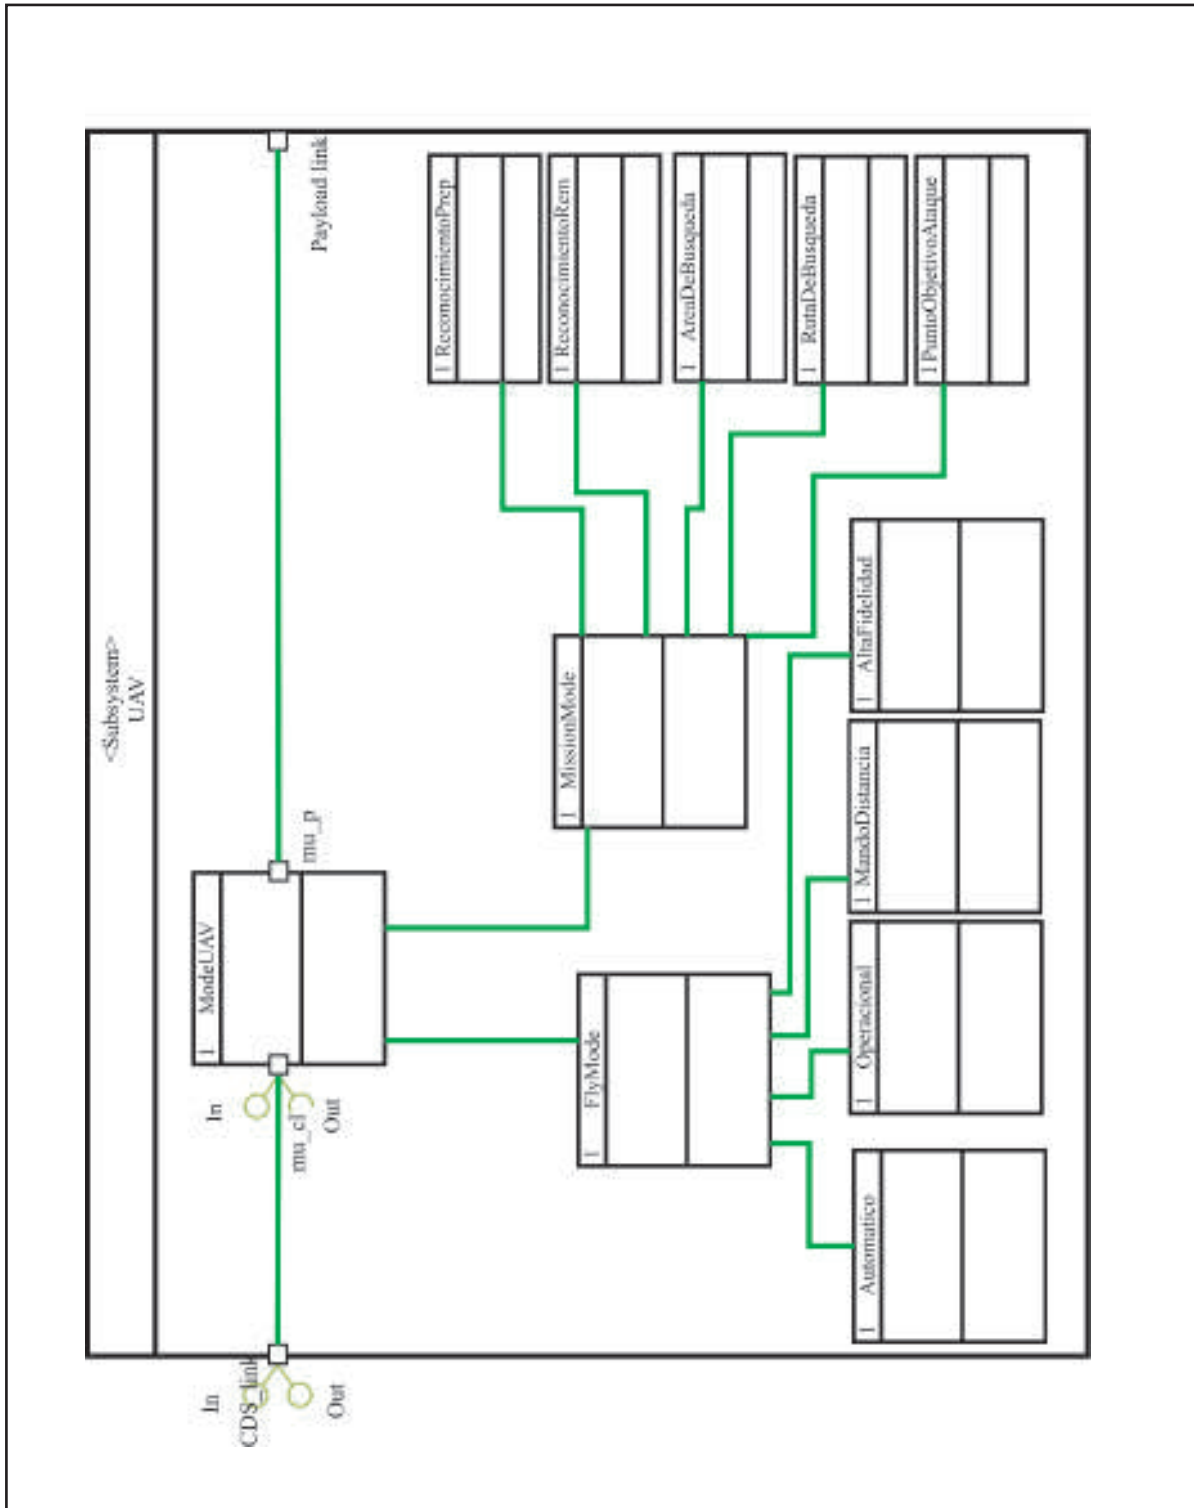 <Subsystem>
UAV
In
CDS_link
Out
In
mu_cl
Out
1 ModeUAV
mu_p
Payload link
1 FlyMode
1 MissionMode
1 ReconocimientoPrep
1 ReconocimientoRem
1 AreaDeBusqueda
1 RutaDeBusqueda
1 PuntoObjetivoAtaque
1 Automatico
1 Operacional
1 MandoDistancia
1 AltaFidelidad